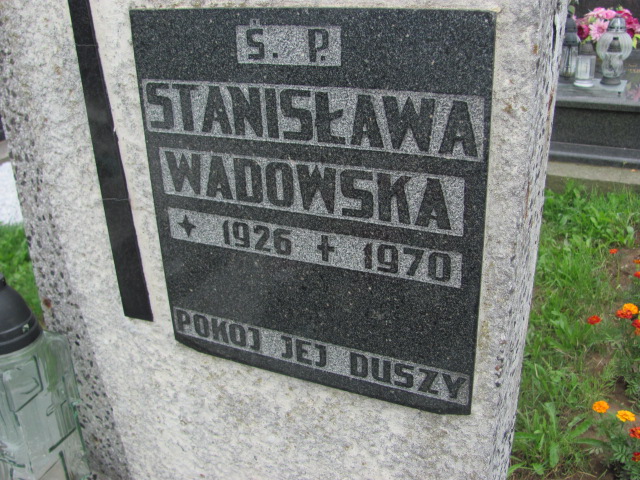 Ś. P.
STANISŁAWA
WADOWSKA
★ 1926 ✝ 1970
POKOJ JEJ DUSZY